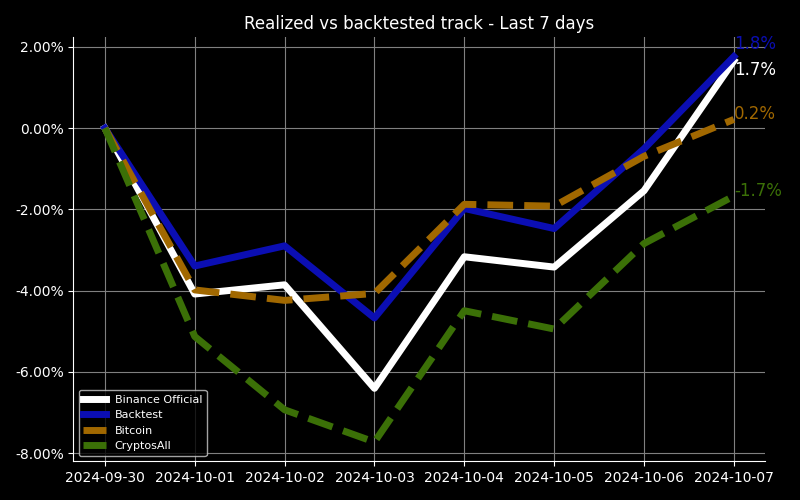 Realized vs backtested track - Last 7 days
2.00%
0.00%
-2.00%
-4.00%
-6.00%
-8.00%
1.8%
1.7%
0.2%
-1.7%
Binance Official
Backtest
Bitcoin
CryptosAll
2024-09-30 2024-10-01 2024-10-02 2024-10-03 2024-10-04 2024-10-05 2024-10-06 2024-10-07